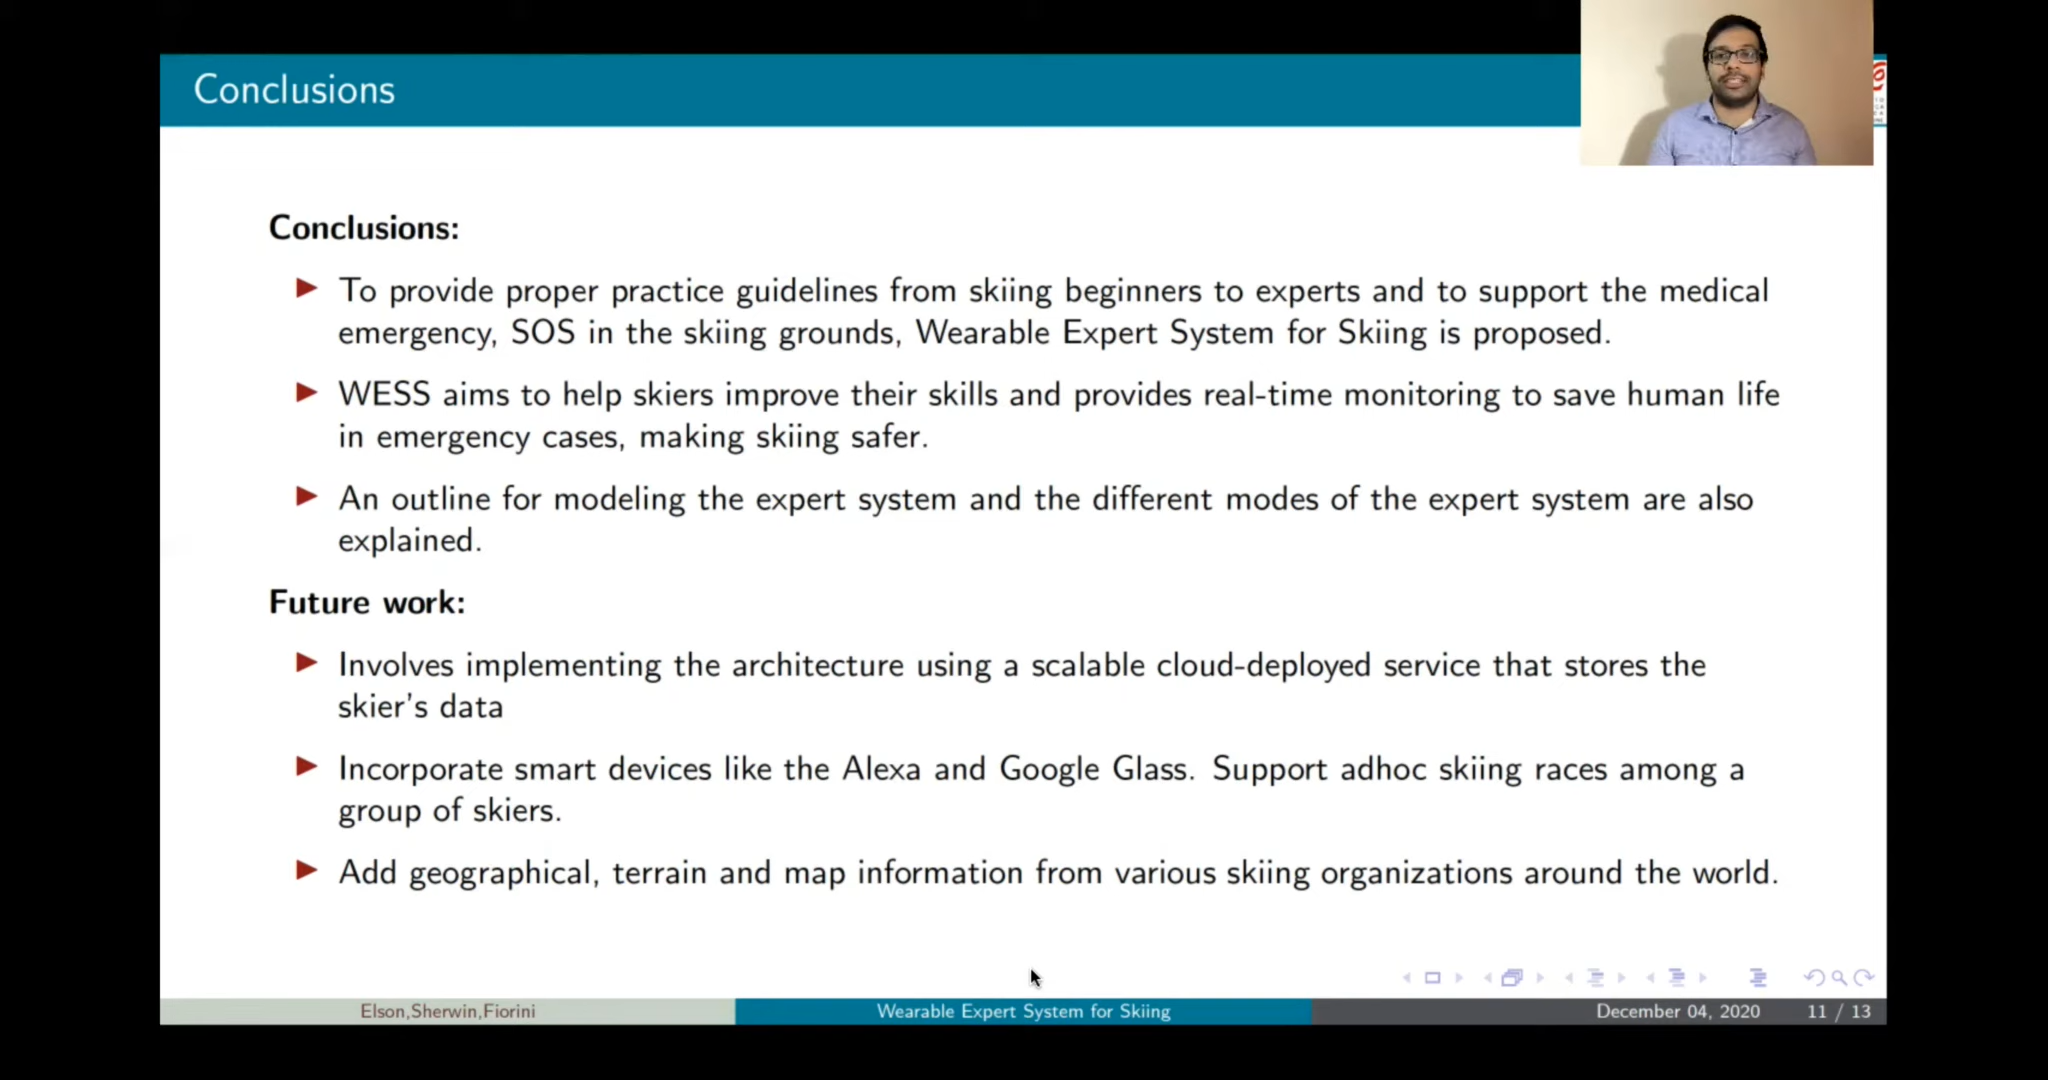 Conclusions
Conclusions:
To provide proper practice guidelines from skiing beginners to experts and to support the medical
emergency, SOS in the skiing grounds, Wearable Expert System for Skiing is proposed.
WESS aims to help skiers improve their skills and provides real-time monitoring to save human life
in emergency cases, making skiing safer.
An outline for modeling the expert system and the different modes of the expert system are also
explained.
Future work:
Involves implementing the architecture using a scalable cloud-deployed service that stores the
skier's data
Incorporate smart devices like the Alexa and Google Glass. Support adhoc skiing races among a
group of skiers.
Add geographical, terrain and map information from various skiing organizations around the world.
Elson,Sherwin,Fiorini
Wearable Expert System for Skiing
December 04, 2020
11 / 13